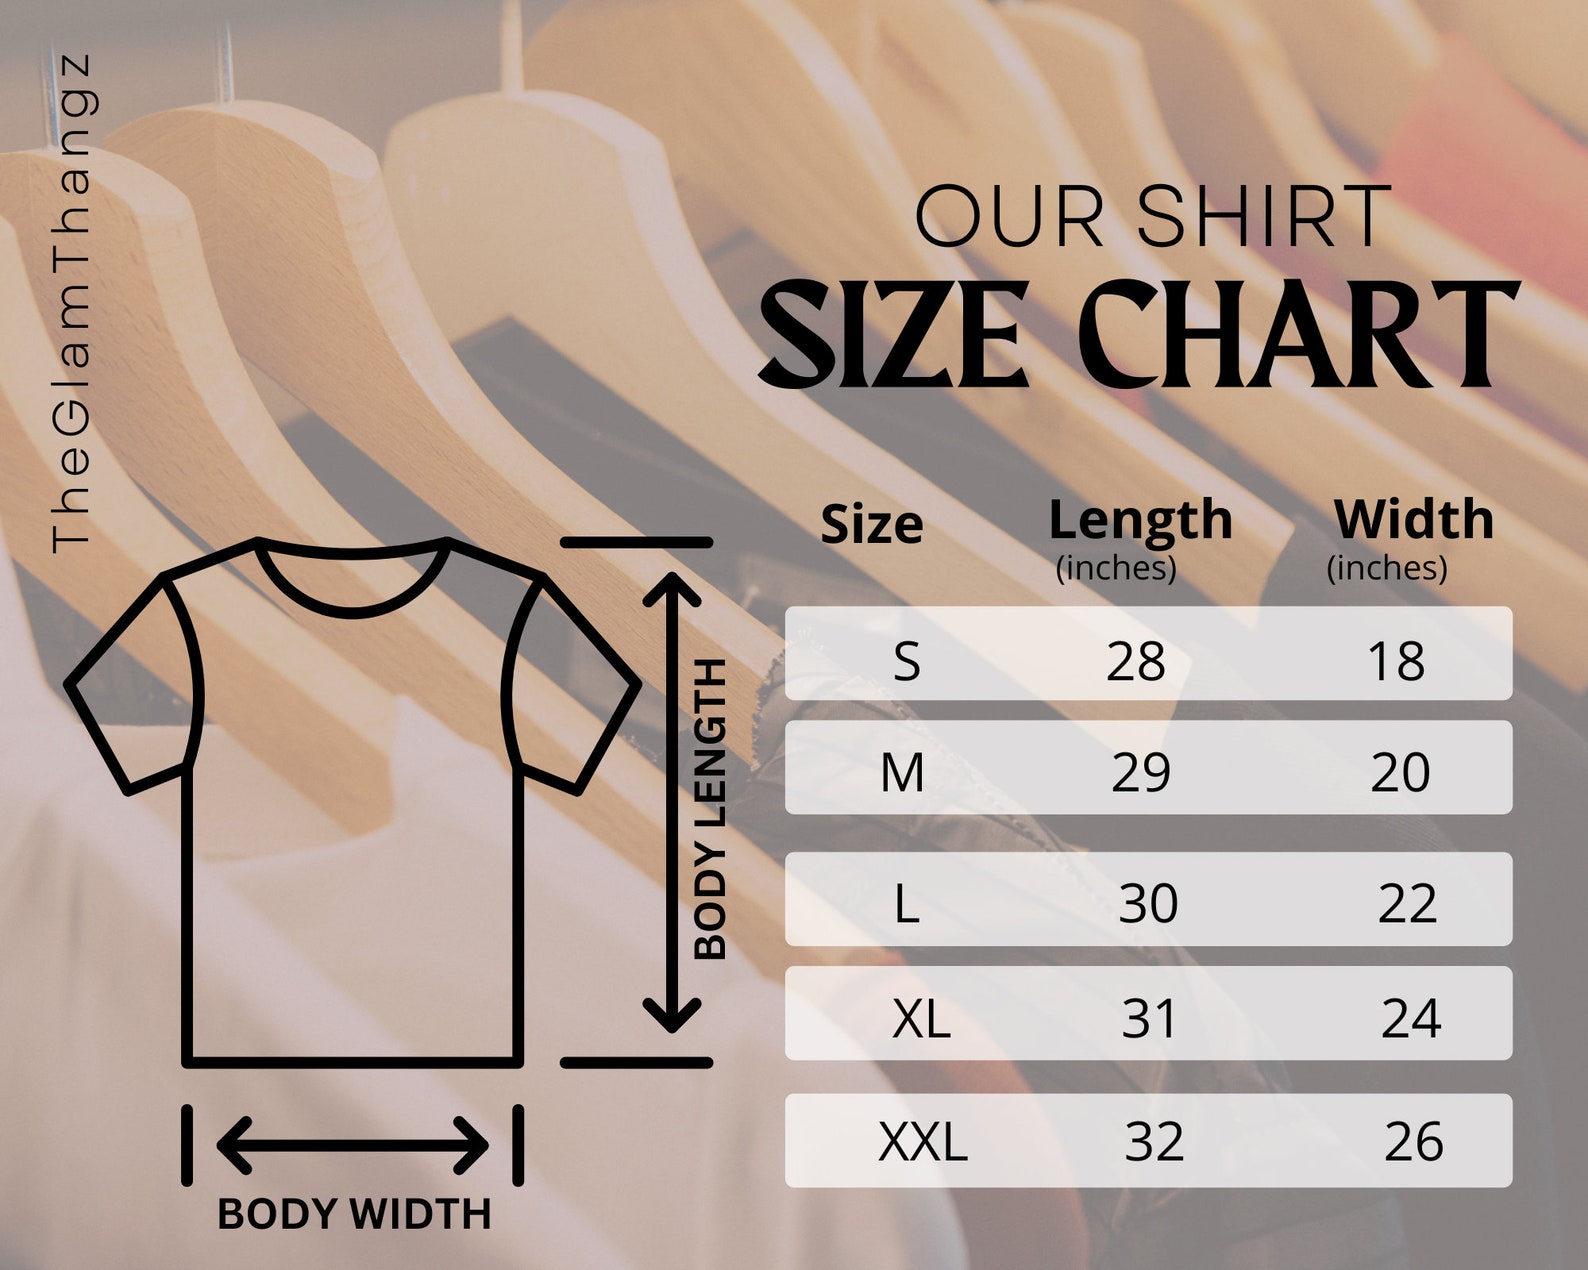 TheGlamThangz
OUR SHIRT
SIZE CHART
Size Length Width
(inches) (inches)
S 28 18
M 29 20
L 30 22
XL 31 24
XXL 32 26
BODY LENGTH
BODY WIDTH